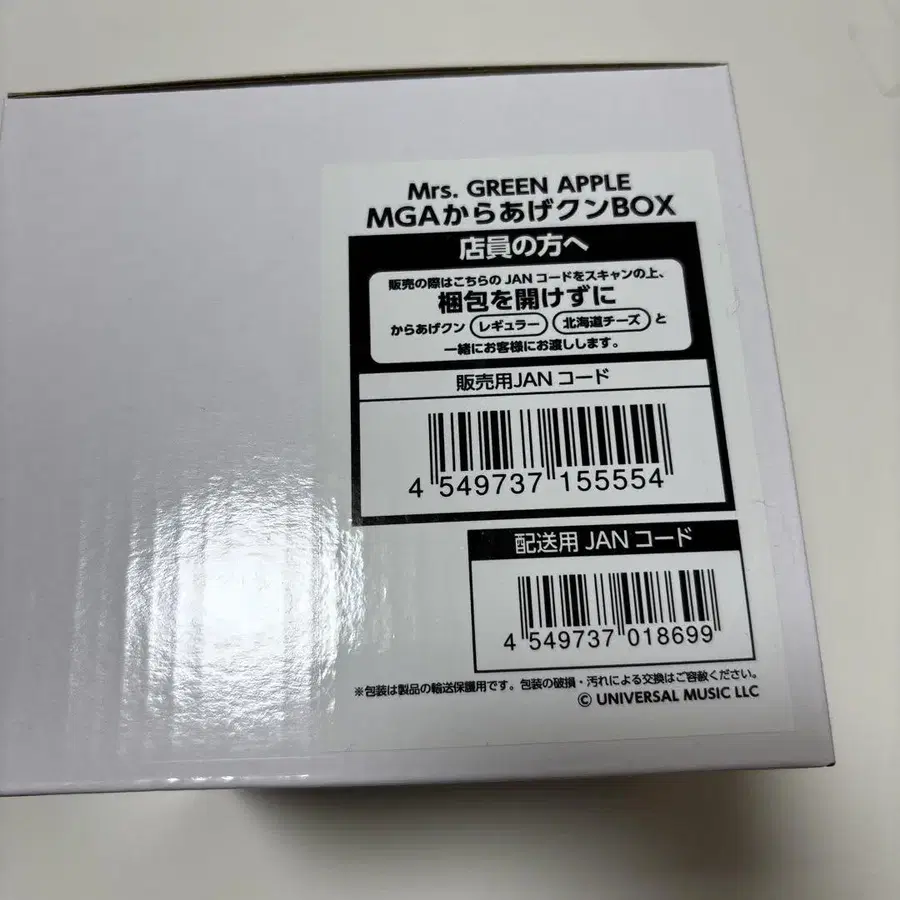 Mrs. GREEN APPLE
MGAからあげクンBOX
店員の方へ
販売の際はこちらの JAN コードをスキャンの上、
梱包を開けずに
からあげクン レギュラー 北海道チーズ と
一緒にお客様にお渡しします。
販売用JAN コード
4 549737 155554
配送用 JAN コード
4 549737 018699
※包装は製品の輸送保護用です。包装の破損・汚れによる交換はご容赦ください。
© UNIVERSAL MUSIC LLC